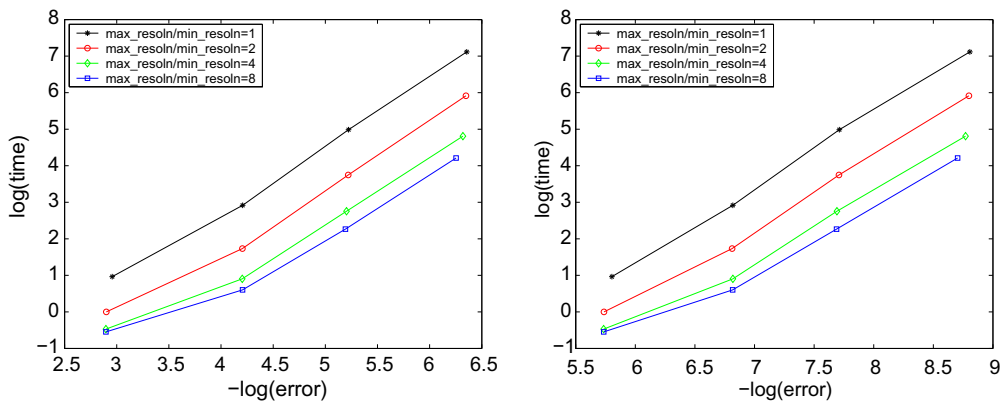 8
7
6
5
4
3
2
1
0
−1
log(time)
max_resoln/min_resoln=1
max_resoln/min_resoln=2
max_resoln/min_resoln=4
max_resoln/min_resoln=8
2.5 3 3.5 4 4.5 5 5.5 6 6.5
−log(error)
8
7
6
5
4
3
2
1
0
−1
log(time)
max_resoln/min_resoln=1
max_resoln/min_resoln=2
max_resoln/min_resoln=4
max_resoln/min_resoln=8
5.5 6 6.5 7 7.5 8 8.5 9
−log(error)